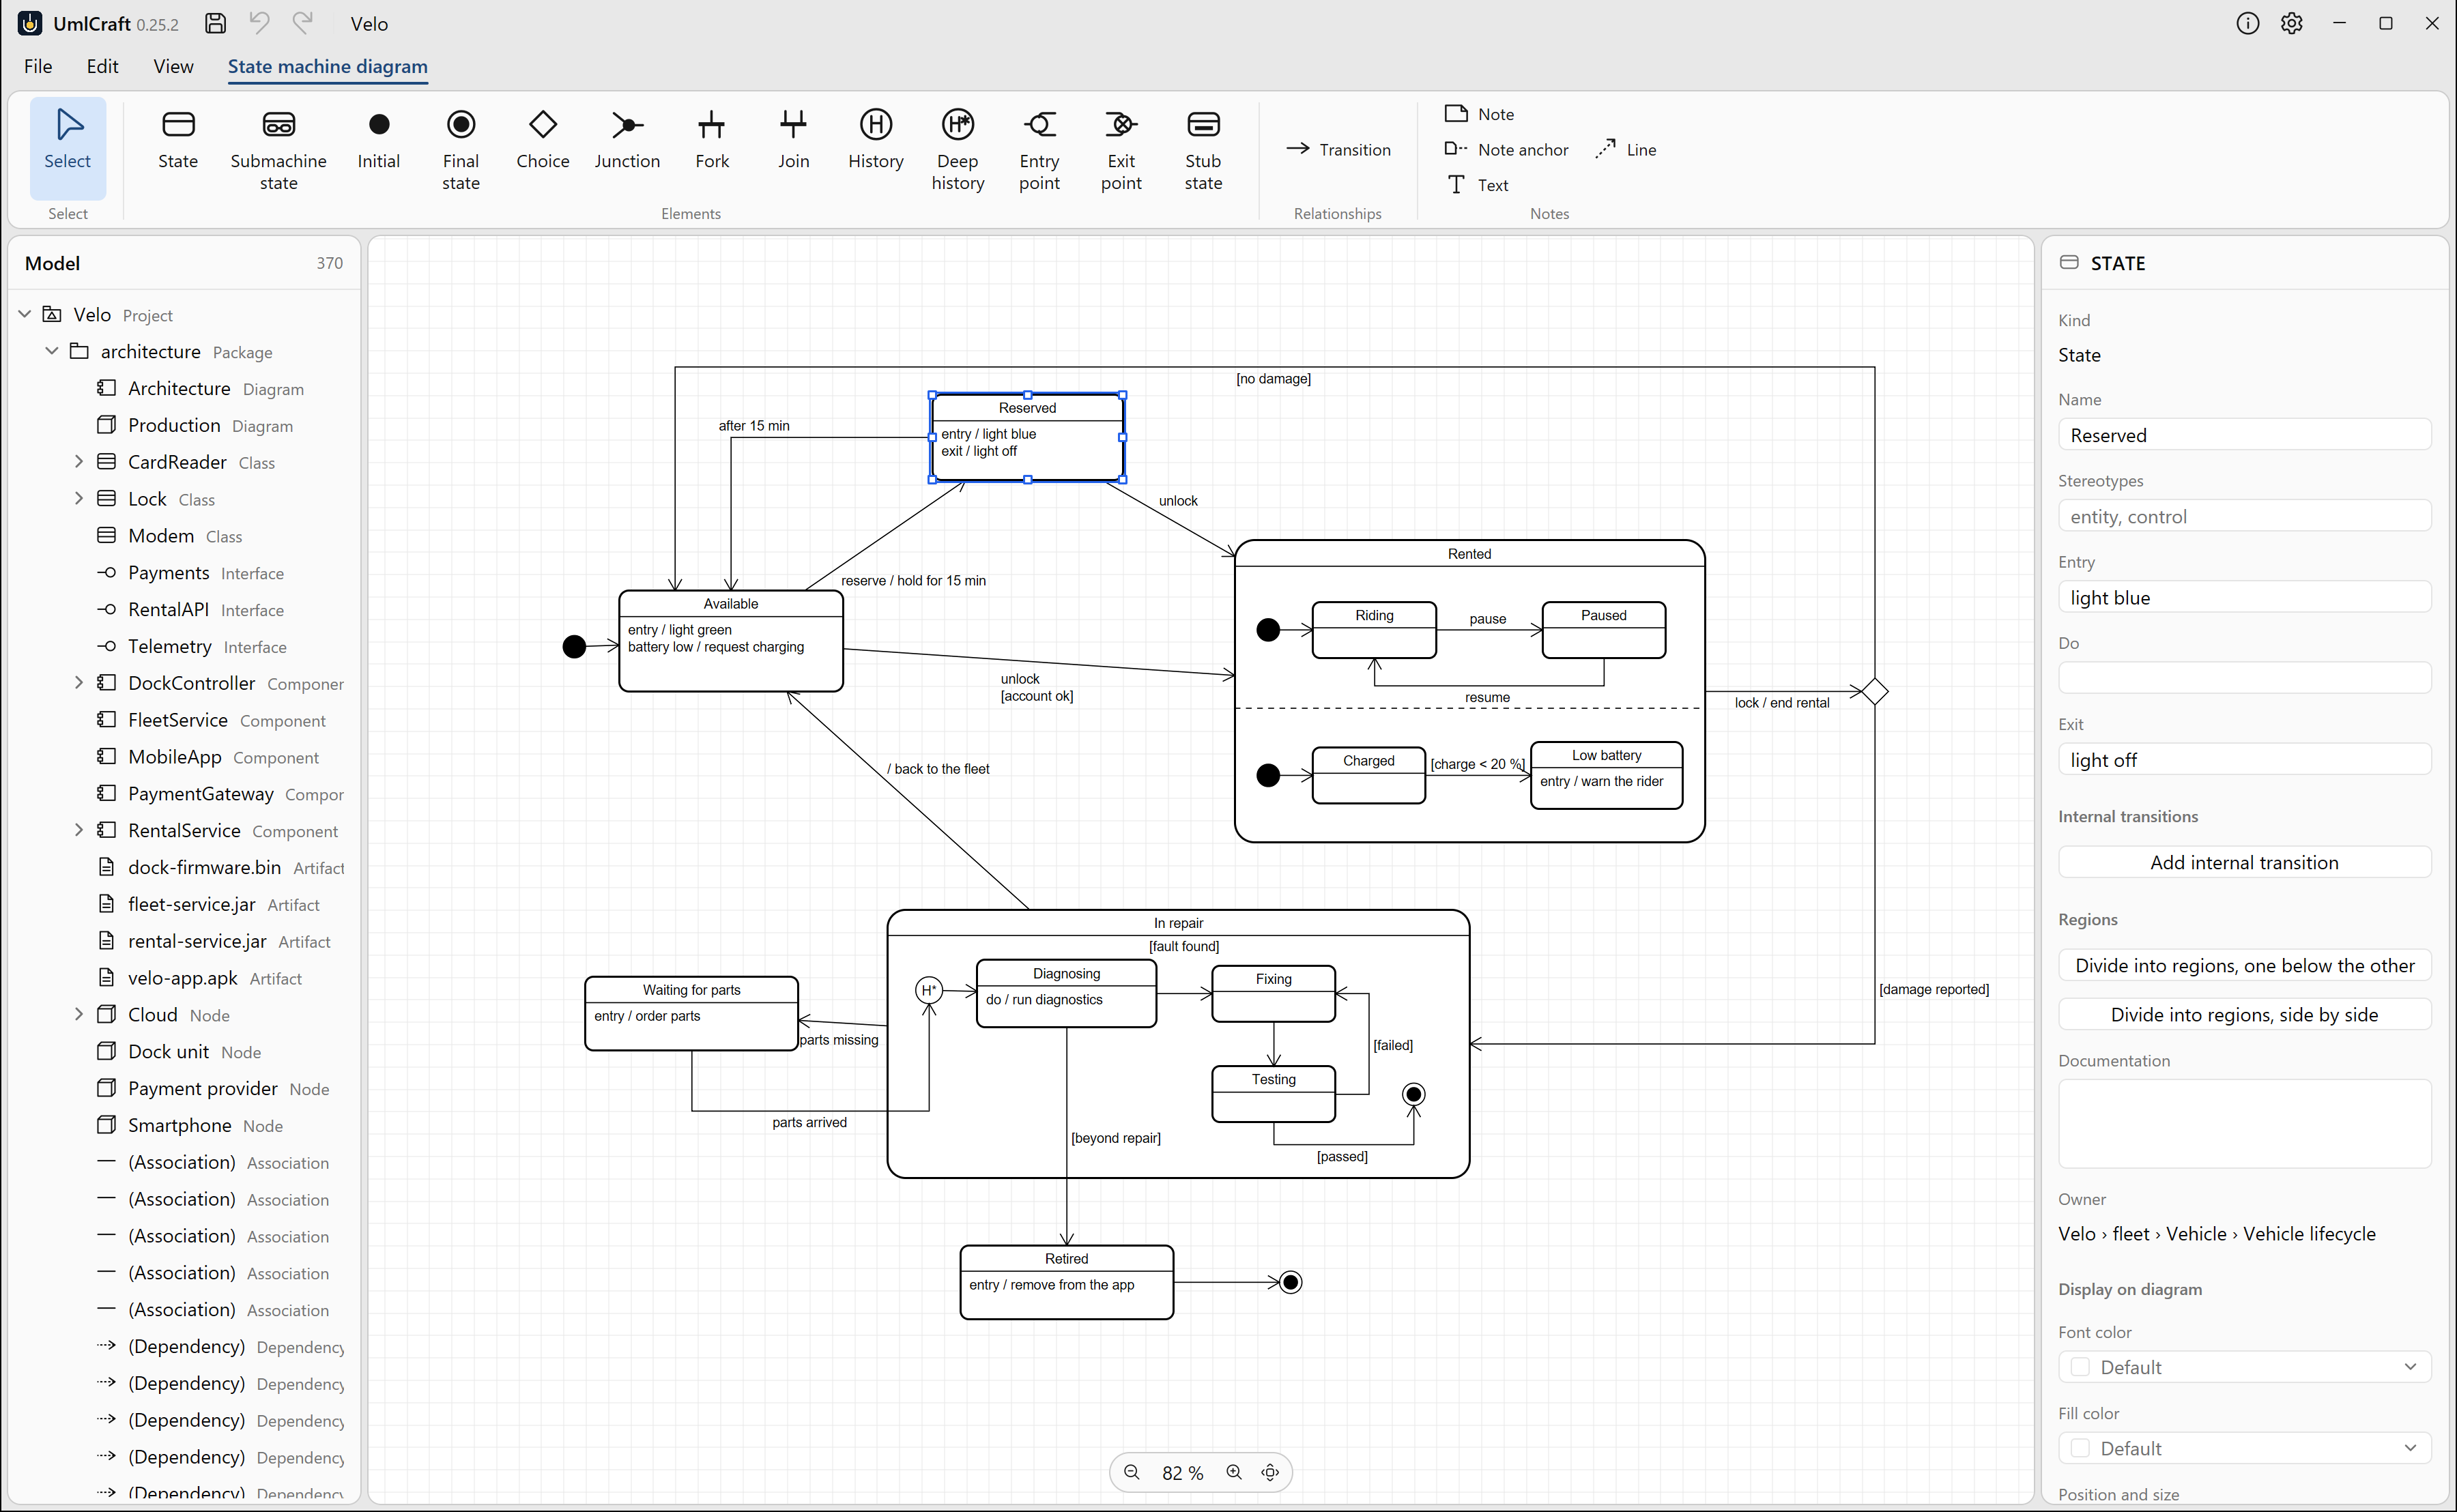 UmlCraft 0.25.2
Velo
File Edit View State machine diagram
Select
State
Submachine state
Initial
Final state
Choice
Junction
Fork
Join
History
Deep history
Entry point
Exit point
Stub state
Transition
Note
Note anchor
Line
Text
Select
Elements
Relationships
Notes
Model 370
Velo Project
architecture Package
Architecture Diagram
Production Diagram
CardReader Class
Lock Class
Modem Class
Payments Interface
RentalAPI Interface
Telemetry Interface
DockController Componer
FleetService Component
MobileApp Component
PaymentGateway Compor
RentalService Component
dock-firmware.bin Artifact
fleet-service.jar Artifact
rental-service.jar Artifact
velo-app.apk Artifact
Cloud Node
Dock unit Node
Payment provider Node
Smartphone Node
(Association) Association
(Association) Association
(Association) Association
(Association) Association
(Association) Association
(Dependency) Dependency
(Dependency) Dependency
(Dependency) Dependency
(Dependency) Dependency
(Dependency) Dependency
[no damage]
Reserved
entry / light blue
exit / light off
after 15 min
unlock
reserve / hold for 15 min
Available
entry / light green
battery low / request charging
unlock
[account ok]
Rented
Riding
pause
Paused
resume
Charged
[charge < 20 %]
Low battery
entry / warn the rider
lock / end rental
/ back to the fleet
In repair
[fault found]
H*
Diagnosing
do / run diagnostics
Fixing
[failed]
Testing
[passed]
[damage reported]
Waiting for parts
entry / order parts
parts missing
parts arrived
[beyond repair]
Retired
entry / remove from the app
82 %
STATE
Kind
State
Name
Reserved
Stereotypes
entity, control
Entry
light blue
Do
Exit
light off
Internal transitions
Add internal transition
Regions
Divide into regions, one below the other
Divide into regions, side by side
Documentation
Owner
Velo › fleet › Vehicle › Vehicle lifecycle
Display on diagram
Font color
Default
Fill color
Default
Position and size